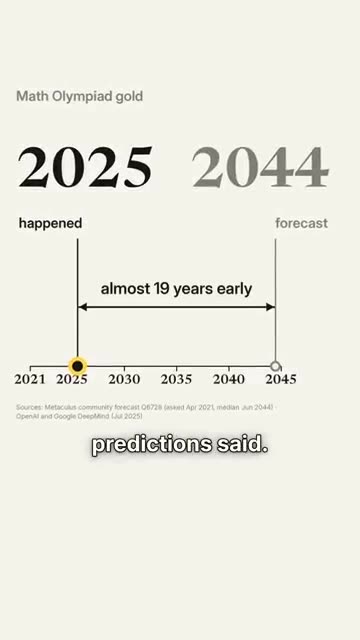 Math Olympiad gold
2025 2044
happened forecast
almost 19 years early
2021 2025 2030 2035 2040 2045
Sources: Metaculus community forecast Q6728 (asked Apr 2021, median Jun 2044) ·
OpenAI and Google DeepMind (Jul 2025)
predictions said.